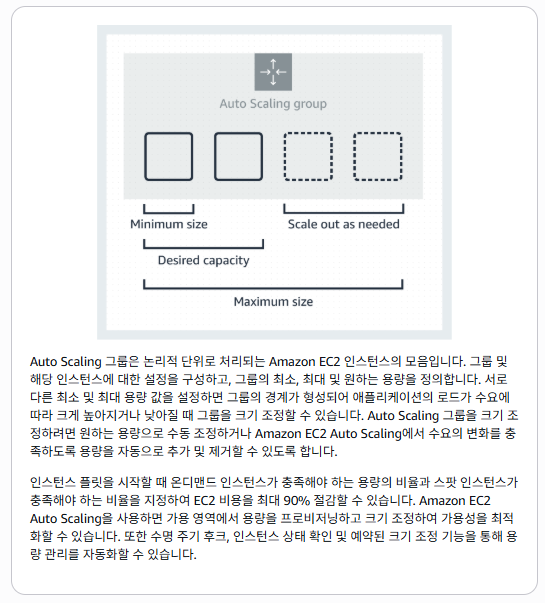 Auto Scaling group
Minimum size
Scale out as needed
Desired capacity
Maximum size
Auto Scaling 그룹은 논리적 단위로 처리되는 Amazon EC2 인스턴스의 모음입니다. 그룹 및
해당 인스턴스에 대한 설정을 구성하고, 그룹의 최소, 최대 및 원하는 용량을 정의합니다. 서로
다른 최소 및 최대 용량 값을 설정하면 그룹의 경계가 형성되어 애플리케이션의 로드가 수요에
따라 크게 높아지거나 낮아질 때 그룹을 크기 조정할 수 있습니다. Auto Scaling 그룹을 크기 조
정하려면 원하는 용량으로 수동 조정하거나 Amazon EC2 Auto Scaling에서 수요의 변화를 충
족하도록 용량을 자동으로 추가 및 제거할 수 있도록 합니다.
인스턴스 플릿을 시작할 때 온디맨드 인스턴스가 충족해야 하는 용량의 비율과 스팟 인스턴스가
충족해야 하는 비율을 지정하여 EC2 비용을 최대 90% 절감할 수 있습니다. Amazon EC2
Auto Scaling을 사용하면 가용 영역에서 용량을 프로비저닝하고 크기 조정하여 가용성을 최적
화할 수 있습니다. 또한 수명 주기 후크, 인스턴스 상태 확인 및 예약된 크기 조정 기능을 통해 용
량 관리를 자동화할 수 있습니다.